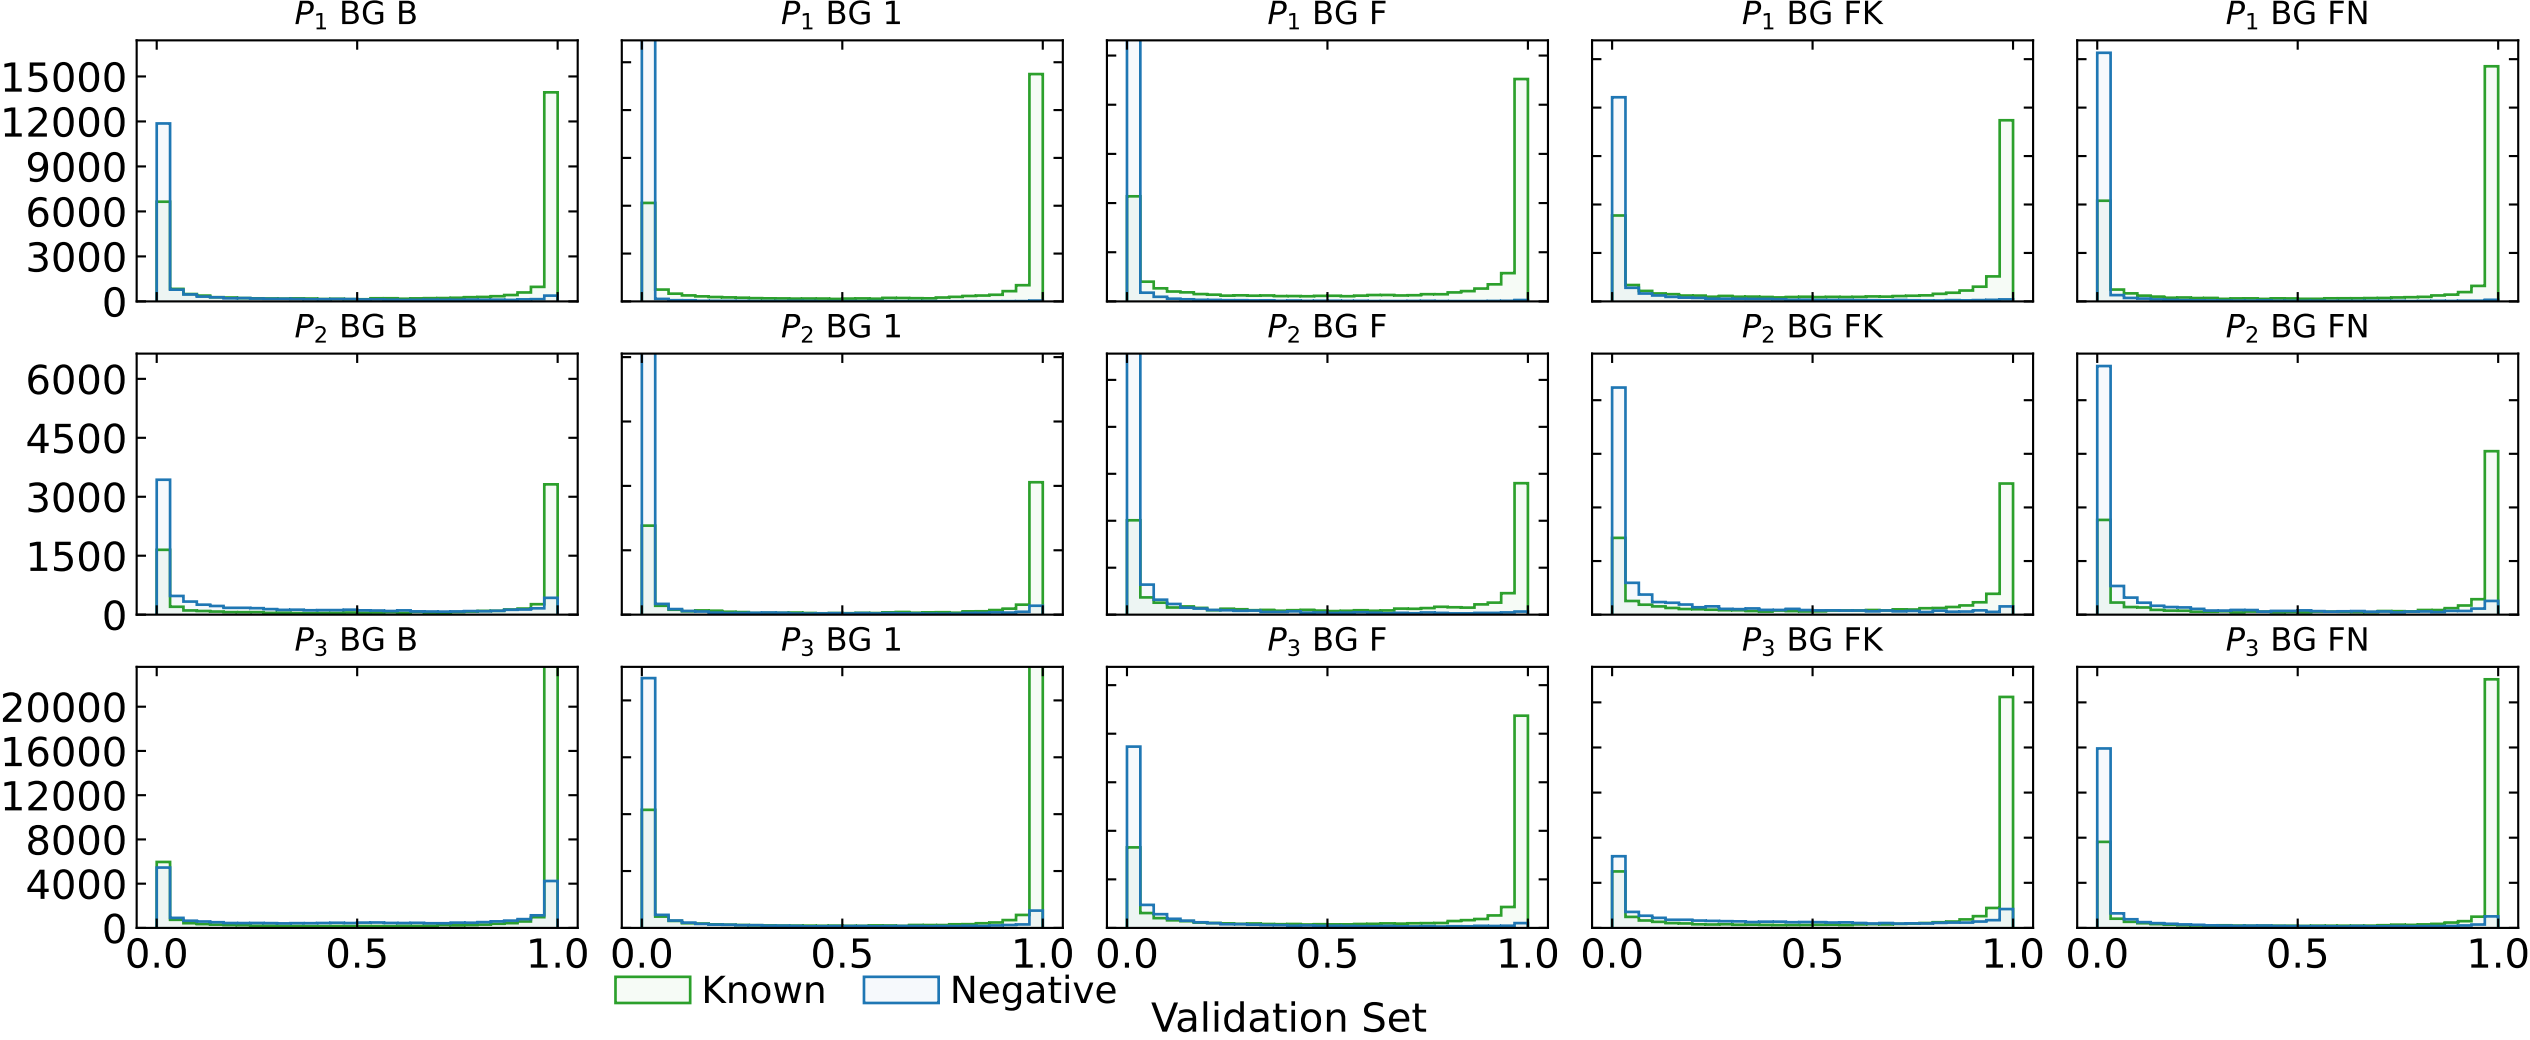 P1 BG B P1 BG 1 P1 BG F P1 BG FK P1 BG FN
15000
12000
9000
6000
3000
0
P2 BG B P2 BG 1 P2 BG F P2 BG FK P2 BG FN
6000
4500
3000
1500
0
P3 BG B P3 BG 1 P3 BG F P3 BG FK P3 BG FN
20000
16000
12000
8000
4000
0
0.0 0.5 1.0 0.0 0.5 1.0 0.0 0.5 1.0 0.0 0.5 1.0 0.0 0.5 1.0
Known Negative
Validation Set